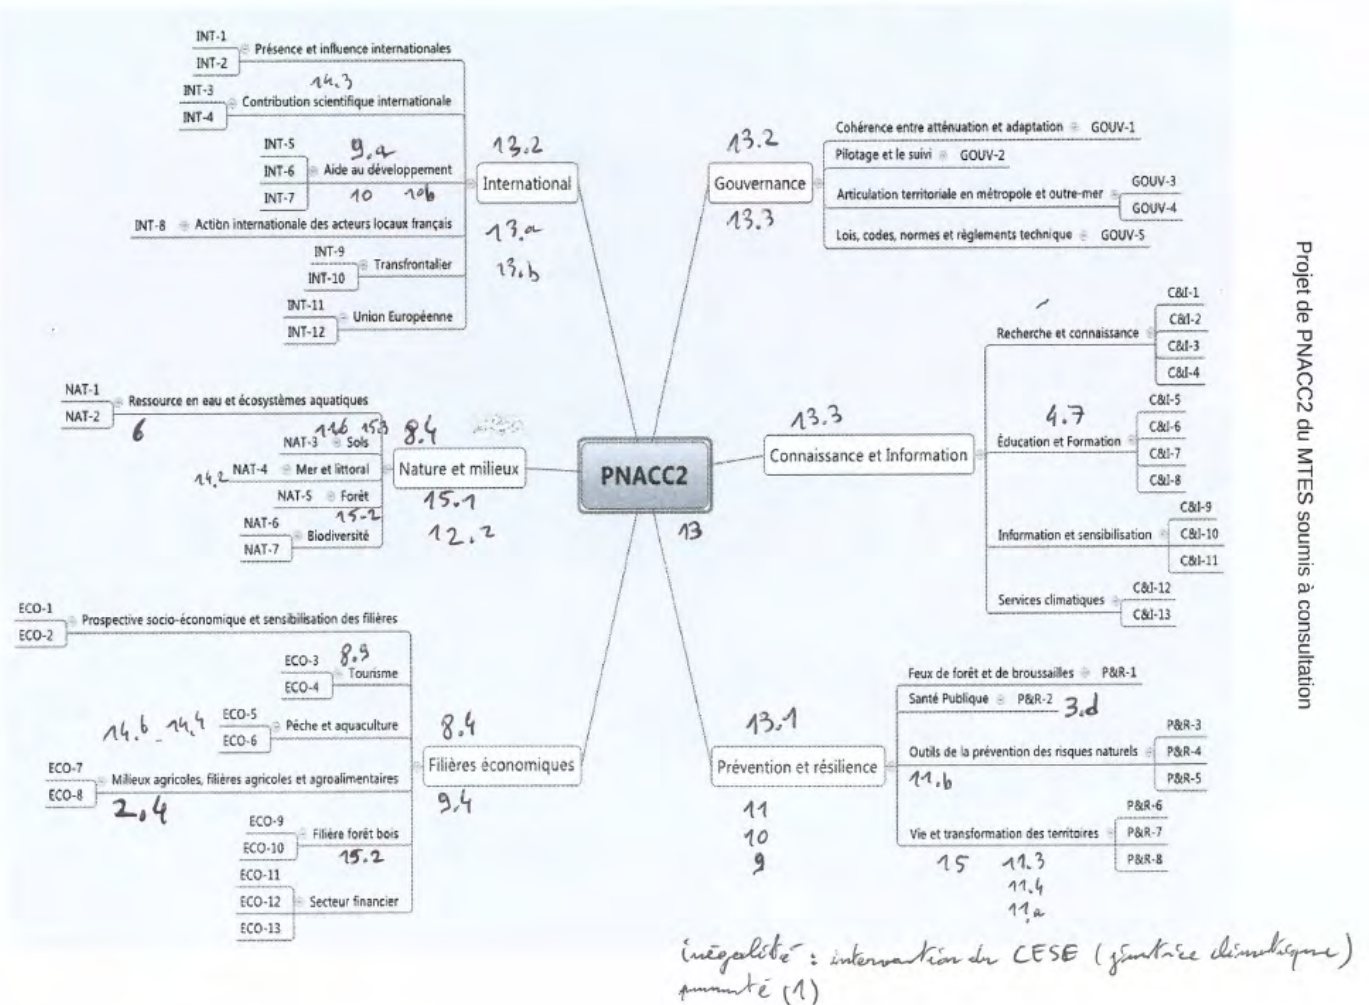 INT-1
Présence et influence internationales
INT-2
14.3
INT-3
Contribution scientifique internationale
INT-4
INT-5
9.a
INT-6
Aide au développement
INT-7
10 10b
INT-8 Action internationale des acteurs locaux français
INT-9
Transfrontalier
INT-10
INT-11
Union Européenne
INT-12
13.2
International
13.a
13.b
NAT-1
Ressource en eau et écosystèmes aquatiques
NAT-2
6
15.3
NAT-3 Sols
14.2
NAT-4 Mer et littoral
NAT-5 Forêt
15.2
NAT-6
Biodiversité
NAT-7
8.4
Nature et milieux
15.1
12.2
ECO-1
Prospective socio-économique et sensibilisation des filières
ECO-2
ECO-3
8.9
Tourisme
ECO-4
14.b - 14.4
ECO-5
Pêche et aquaculture
ECO-6
ECO-7
Milieux agricoles, filières agricoles et agroalimentaires
ECO-8
2.4
ECO-9
Filière forêt bois
ECO-10
15.2
ECO-11
ECO-12 Secteur financier
ECO-13
8.4
Filières économiques
9.4
PNACC2
13
13.2
Gouvernance
13.3
Cohérence entre atténuation et adaptation GOUV-1
Pilotage et le suivi GOUV-2
Articulation territoriale en métropole et outre-mer
GOUV-3
GOUV-4
Lois, codes, normes et règlements technique GOUV-5
13.3
Connaissance et Information
Recherche et connaissance
C&I-1
C&I-2
C&I-3
C&I-4
4.7
Éducation et Formation
C&I-5
C&I-6
C&I-7
C&I-8
Information et sensibilisation
C&I-9
C&I-10
C&I-11
Services climatiques
C&I-12
C&I-13
13.1
Prévention et résilience
11
10
9
Feux de forêt et de broussailles P&R-1
Santé Publique P&R-2 3.d
Outils de la prévention des risques naturels
11.b
P&R-3
P&R-4
P&R-5
Vie et transformation des territoires
P&R-6
P&R-7
P&R-8
15 11.3
11.4
11.a
inégalité : intervention du CESE (justice climatique)
(1)
Projet de PNACC2 du MTES soumis à consultation